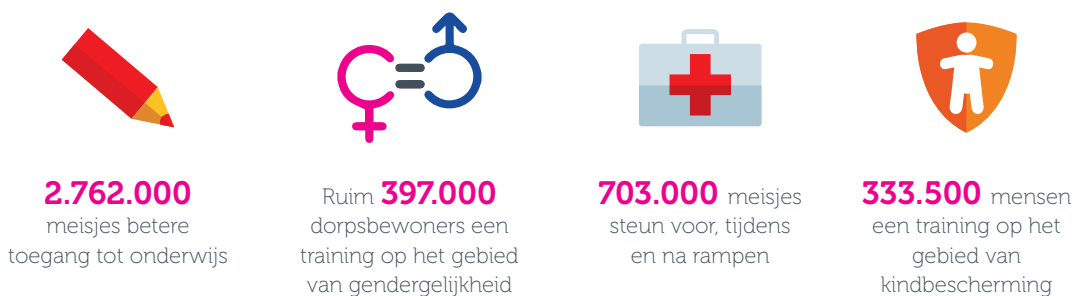 2.762.000
meisjes betere
toegang tot onderwijs
Ruim 397.000
dorpsbewoners een
training op het gebied
van gendergelijkheid
703.000 meisjes
steun voor, tijdens
en na rampen
333.500 mensen
een training op het
gebied van
kindbescherming